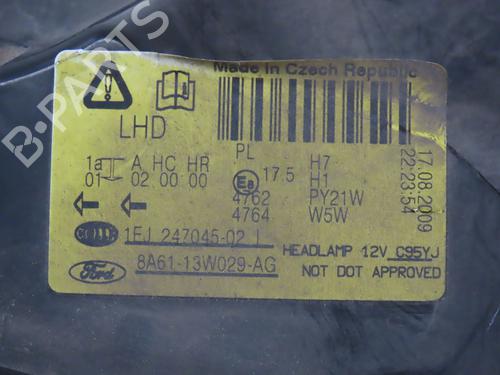 B-PARTS
Made in Czech Republic
LHD
1a A HC HR
01 02 00 00
PL
E8 17.5
4762
4764
H7
H1
PY21W
W5W
17.08.2009
22:23:54
1EJ 247045-02 L
HEADLAMP 12V C95YJ
Ford
8A61-13W029-AG
NOT DOT APPROVED